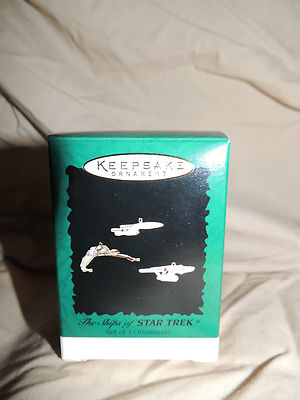 KEEPSAKE
ORNAMENT
The Ships of STAR TREK®
Set of 3 Ornaments